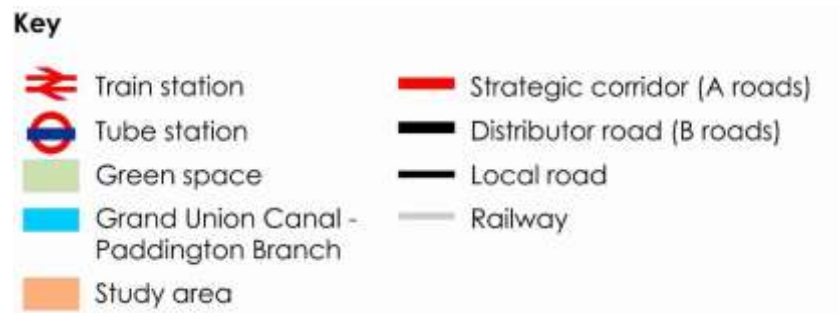 Key
Train station
Tube station
Green space
Grand Union Canal -
Paddington Branch
Study area
Strategic corridor (A roads)
Distributor road (B roads)
Local road
Railway